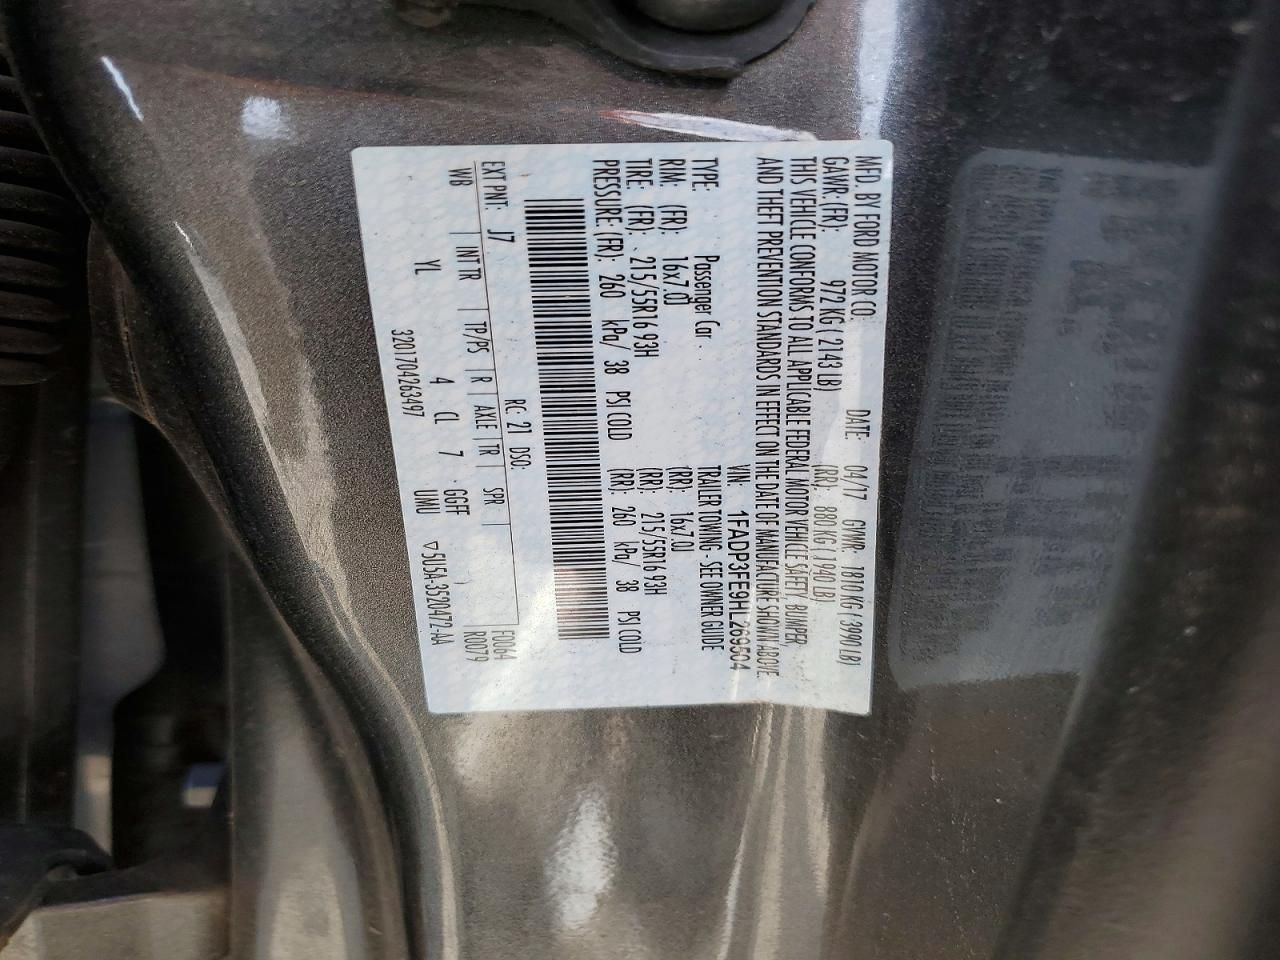 MFD. BY FORD MOTOR CO. DATE: 04/17 GVWR: 1810 KG ( 3990 LB)
GAWR: (FR): 972 KG ( 2143 LB) (RR): 880 KG ( 1940 LB)
THIS VEHICLE CONFORMS TO ALL APPLICABLE FEDERAL MOTOR VEHICLE SAFETY, BUMPER,
AND THEFT PREVENTION STANDARDS IN EFFECT ON THE DATE OF MANUFACTURE SHOWN ABOVE.
VIN: 1FADP3FE9HL269504
TYPE: Passenger Car TRAILER TOWING - SEE OWNER GUIDE
RIM: (FR): 16x7.0J (RR): 16x7.0J
TIRE: (FR): 215/55R16 93H (RR): 215/55R16 93H
PRESSURE: (FR): 260 kPa/ 38 PSI COLD (RR): 260 kPa/ 38 PSI COLD
RC: 21 DSO: F0064
EXT PNT: J7 R0079
WB | INT TR | TP/PS | R | AXLE | TR | SPR |
YL 4 CL 7 GGFF
UMU ▽5U5A-3520472-AA
3201704263497